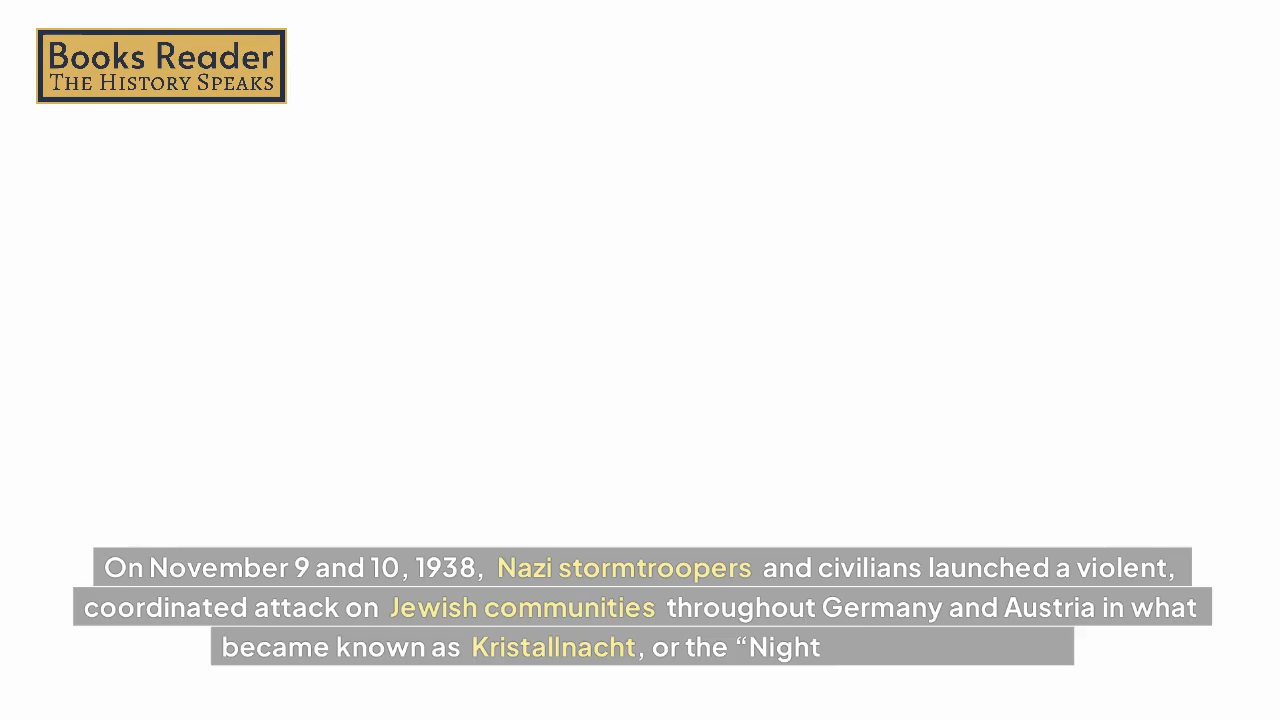 Books Reader
The History Speaks
On November 9 and 10, 1938, Nazi stormtroopers and civilians launched a violent,
coordinated attack on Jewish communities throughout Germany and Austria in what
became known as Kristallnacht, or the “Night